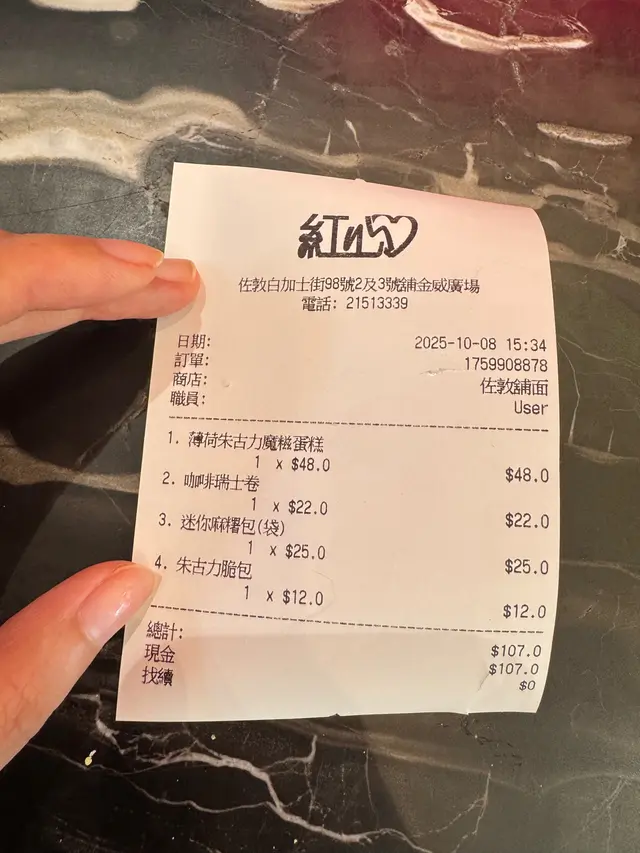 佐敦白加士街98號2及3號舖金威廣場
電話: 21513339
日期: 2025-10-08 15:34
訂單: 1759908878
商店: 佐敦舖面
職員: User
1. 薄荷朱古力魔糍蛋糕
1 x $48.0 $48.0
2. 咖啡瑞士卷
1 x $22.0 $22.0
3. 迷你麻糬包(袋)
1 x $25.0 $25.0
4. 朱古力脆包
1 x $12.0 $12.0
總計: $107.0
現金 $107.0
找續 $0